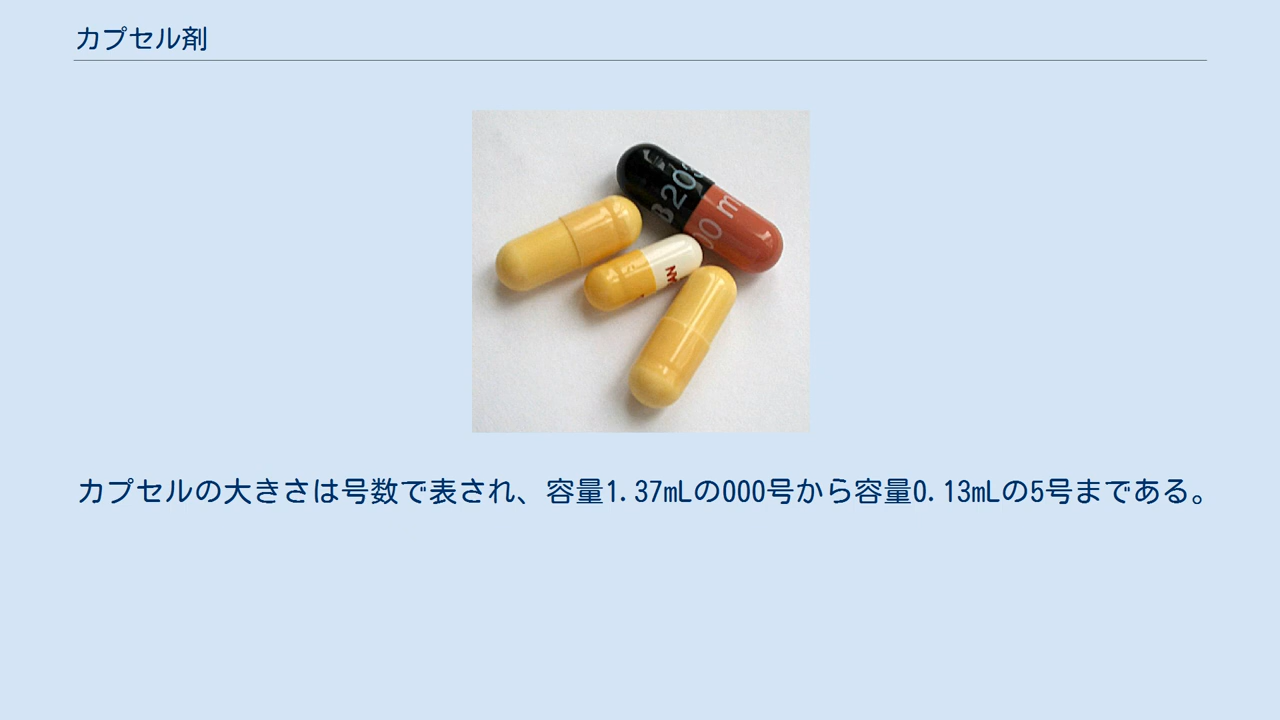 カプセル剤
B203
00 m
カプセルの大きさは号数で表され、容量1.37mLの000号から容量0.13mLの5号まである。